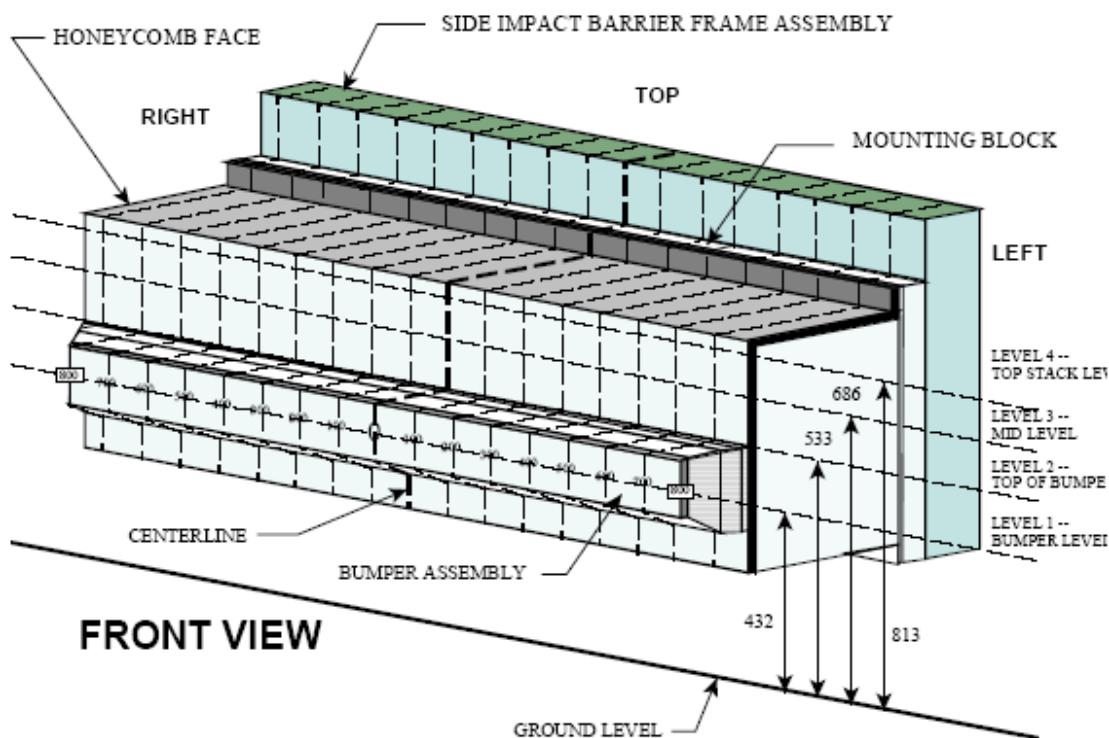 SIDE IMPACT BARRIER FRAME ASSEMBLY
HONEYCOMB FACE
TOP
RIGHT
MOUNTING BLOCK
LEFT
LEVEL 4 --
TOP STACK LEV
686
LEVEL 3 --
MID LEVEL
533
LEVEL 2 --
TOP OF BUMPE
800
800
LEVEL 1 --
BUMPER LEVEL
CENTERLINE
BUMPER ASSEMBLY
432
813
FRONT VIEW
GROUND LEVEL